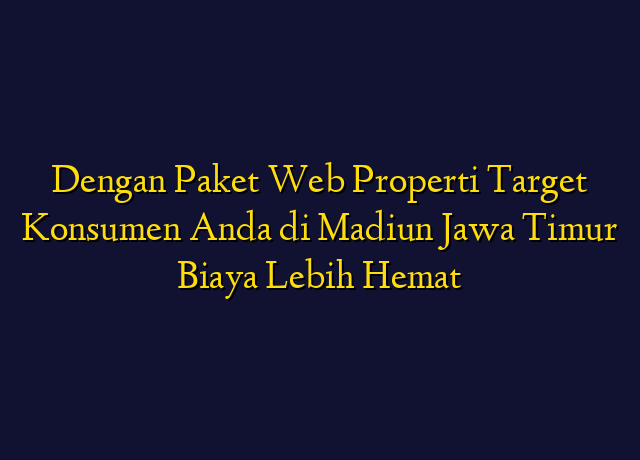 Dengan Paket Web Properti Target
Konsumen Anda di Madiun Jawa Timur
Biaya Lebih Hemat